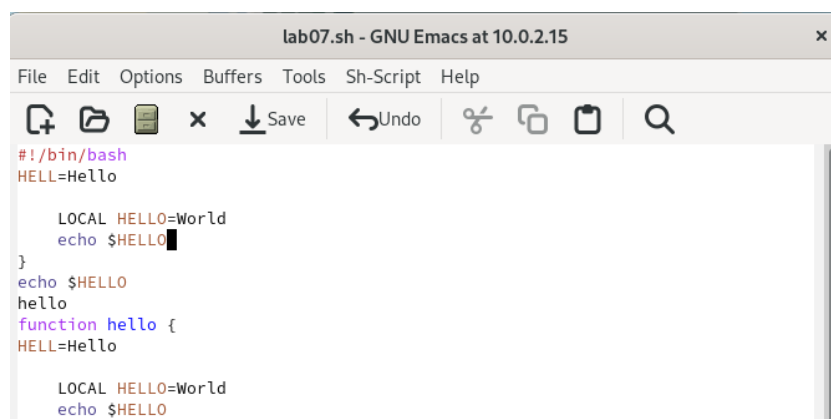 lab07.sh - GNU Emacs at 10.0.2.15
File Edit Options Buffers Tools Sh-Script Help
Save Undo
#!/bin/bash
HELL=Hello
LOCAL HELLO=World
echo $HELLO
}
echo $HELLO
hello
function hello {
HELL=Hello
LOCAL HELLO=World
echo $HELLO